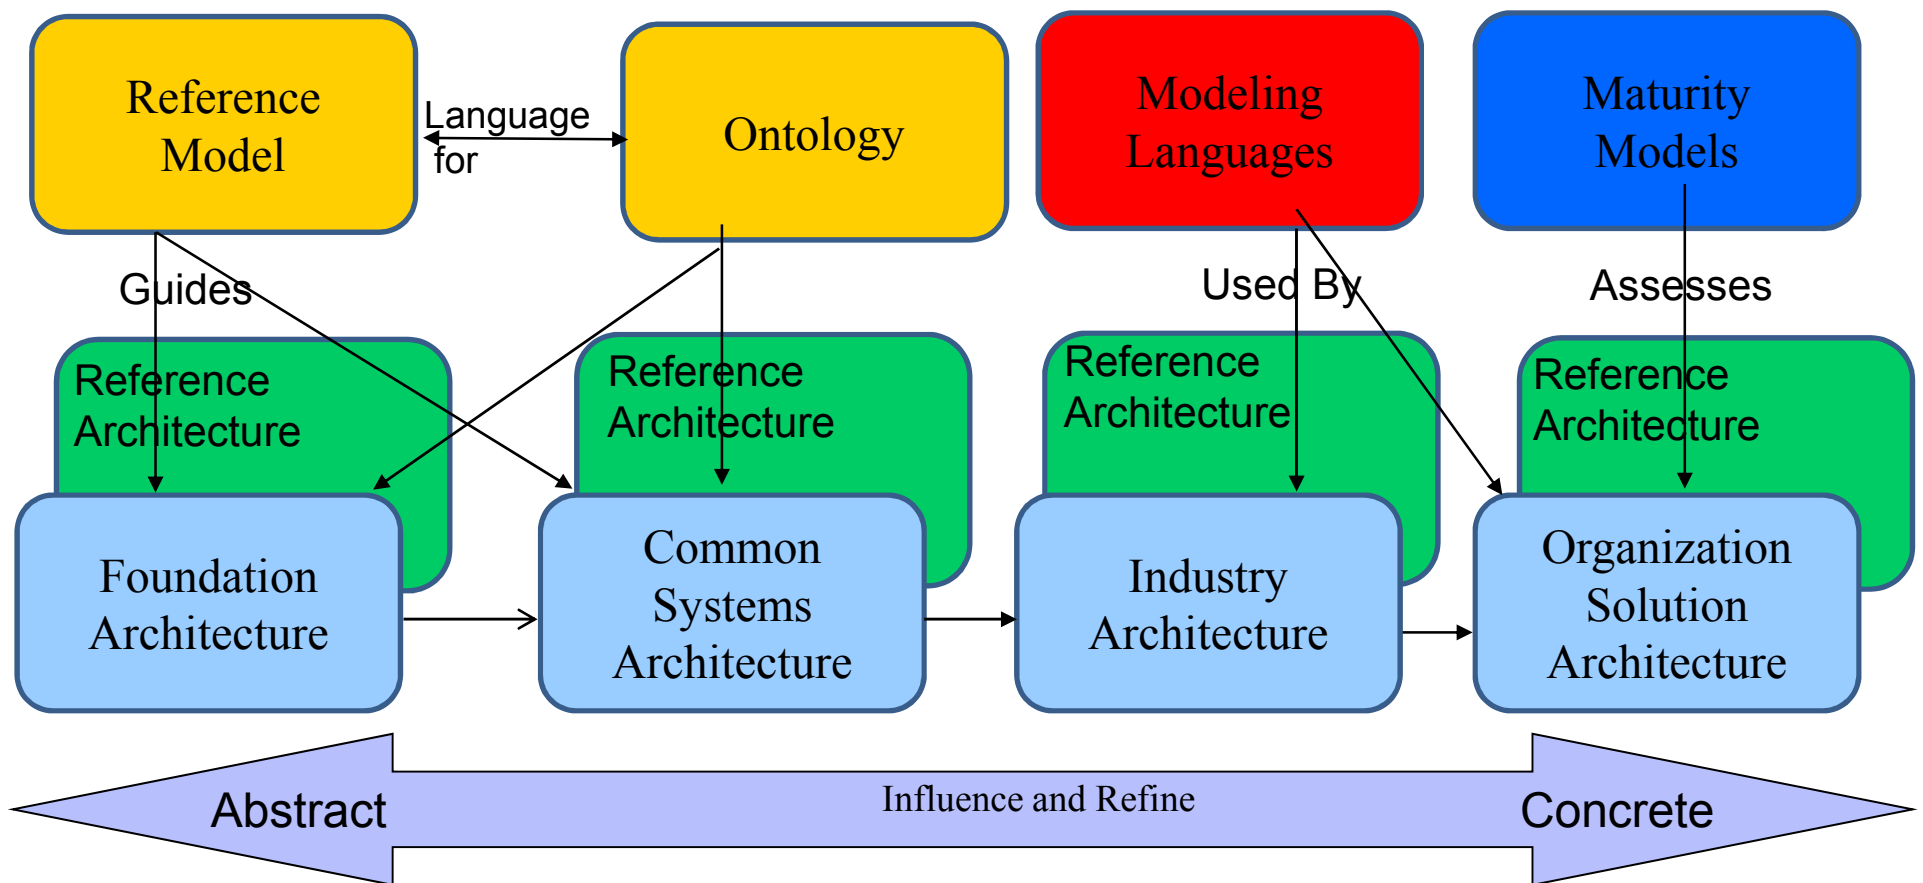 Reference
Model
Language
for
Ontology
Modeling
Languages
Maturity
Models
Guides
Used By
Assesses
Reference
Architecture
Reference
Architecture
Reference
Architecture
Reference
Architecture
Foundation
Architecture
Common
Systems
Architecture
Industry
Architecture
Organization
Solution
Architecture
Abstract
Influence and Refine
Concrete